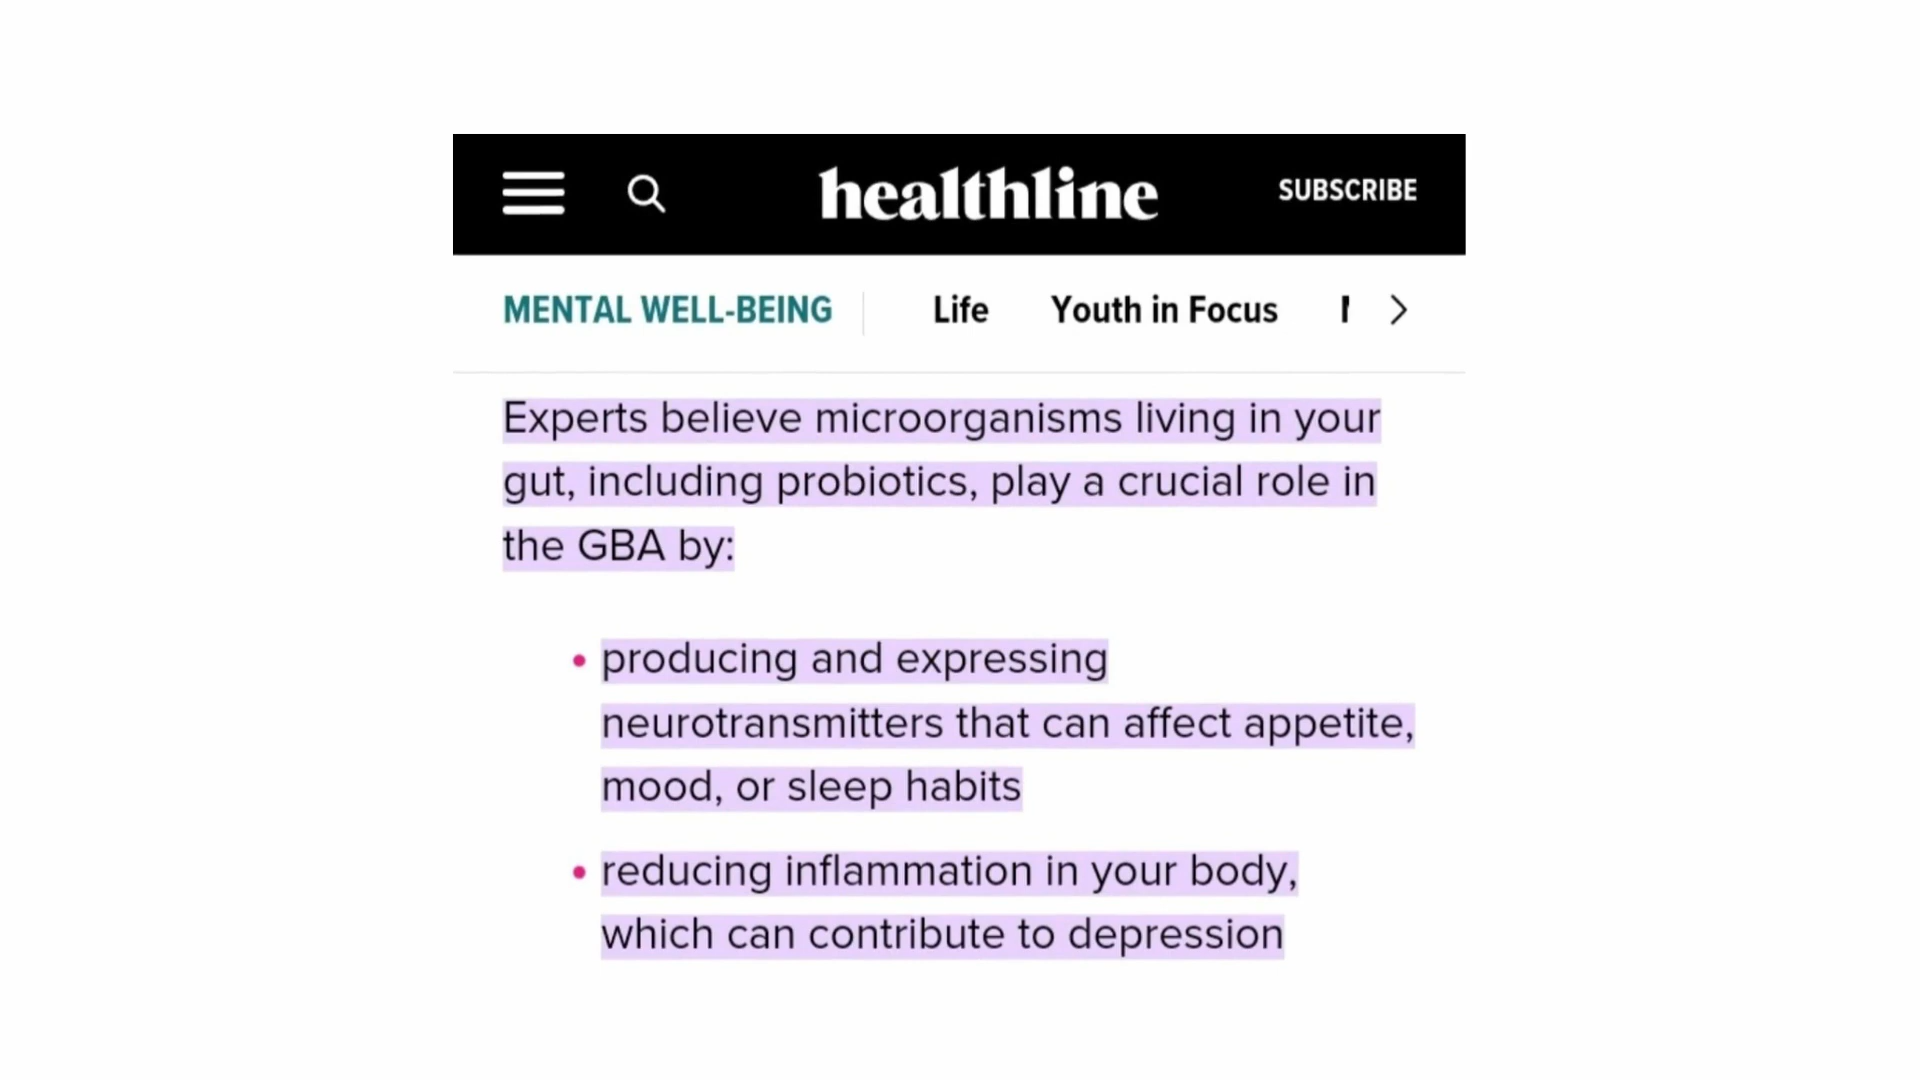 healthline
SUBSCRIBE
MENTAL WELL-BEING
Life
Youth in Focus
Experts believe microorganisms living in your
gut, including probiotics, play a crucial role in
the GBA by:
• producing and expressing
neurotransmitters that can affect appetite,
mood, or sleep habits
• reducing inflammation in your body,
which can contribute to depression